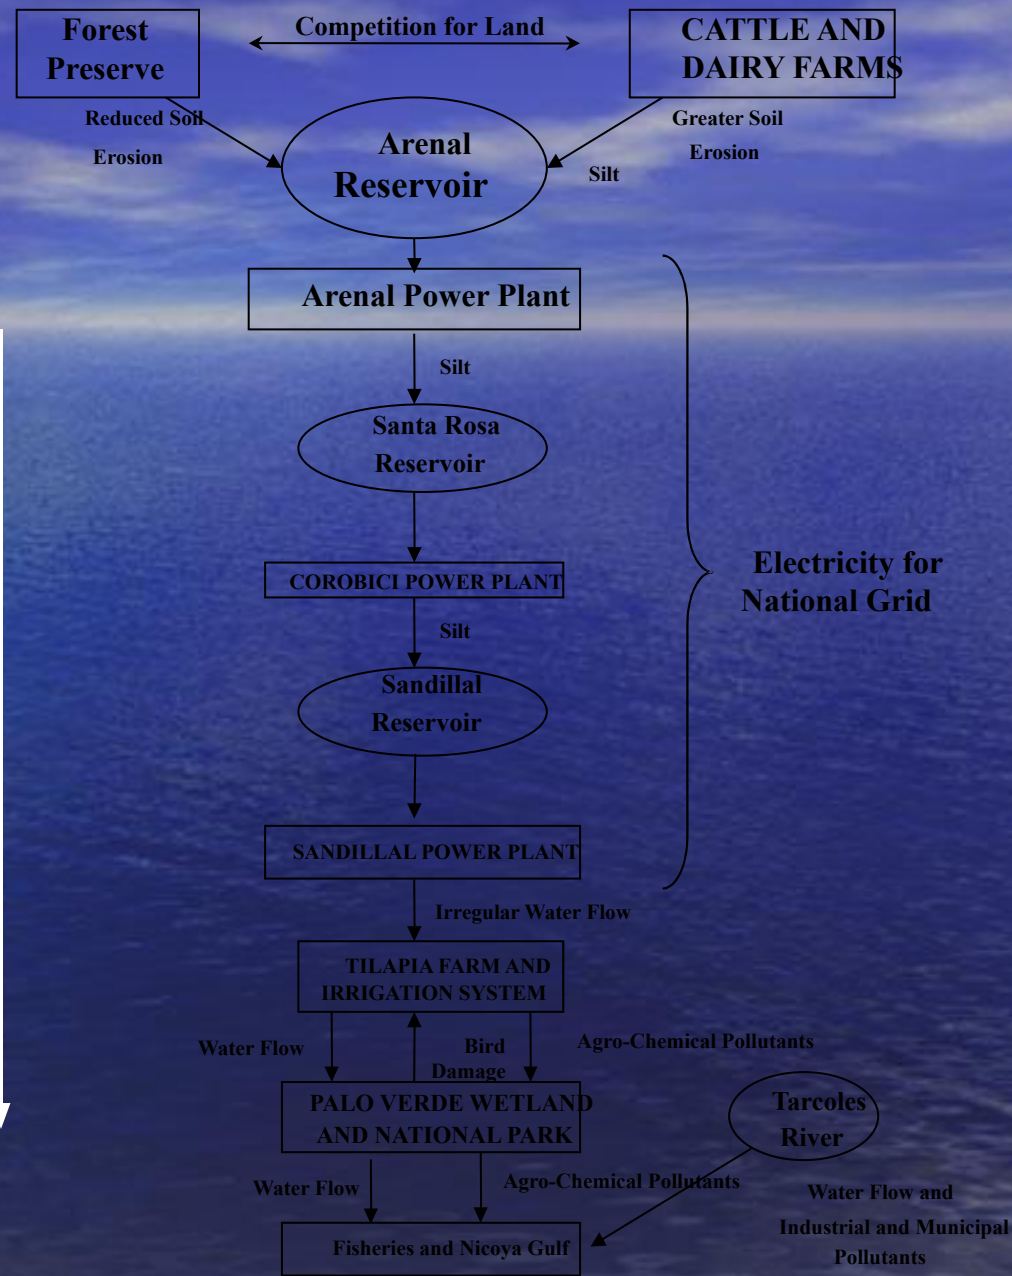 Forest
Preserve
Competition for Land
CATTLE AND
DAIRY FARMS
Reduced Soil
Erosion
Arenal
Reservoir
Greater Soil
Erosion
Silt
Arenal Power Plant
Silt
Santa Rosa
Reservoir
COROBICI POWER PLANT
Silt
Sandillal
Reservoir
Electricity for
National Grid
SANDILLAL POWER PLANT
Irregular Water Flow
TILAPIA FARM AND
IRRIGATION SYSTEM
Water Flow
Bird
Damage
Agro-Chemical Pollutants
PALO VERDE WETLAND
AND NATIONAL PARK
Tarcoles
River
Water Flow
Agro-Chemical Pollutants
Water Flow and
Industrial and Municipal
Pollutants
Fisheries and Nicoya Gulf